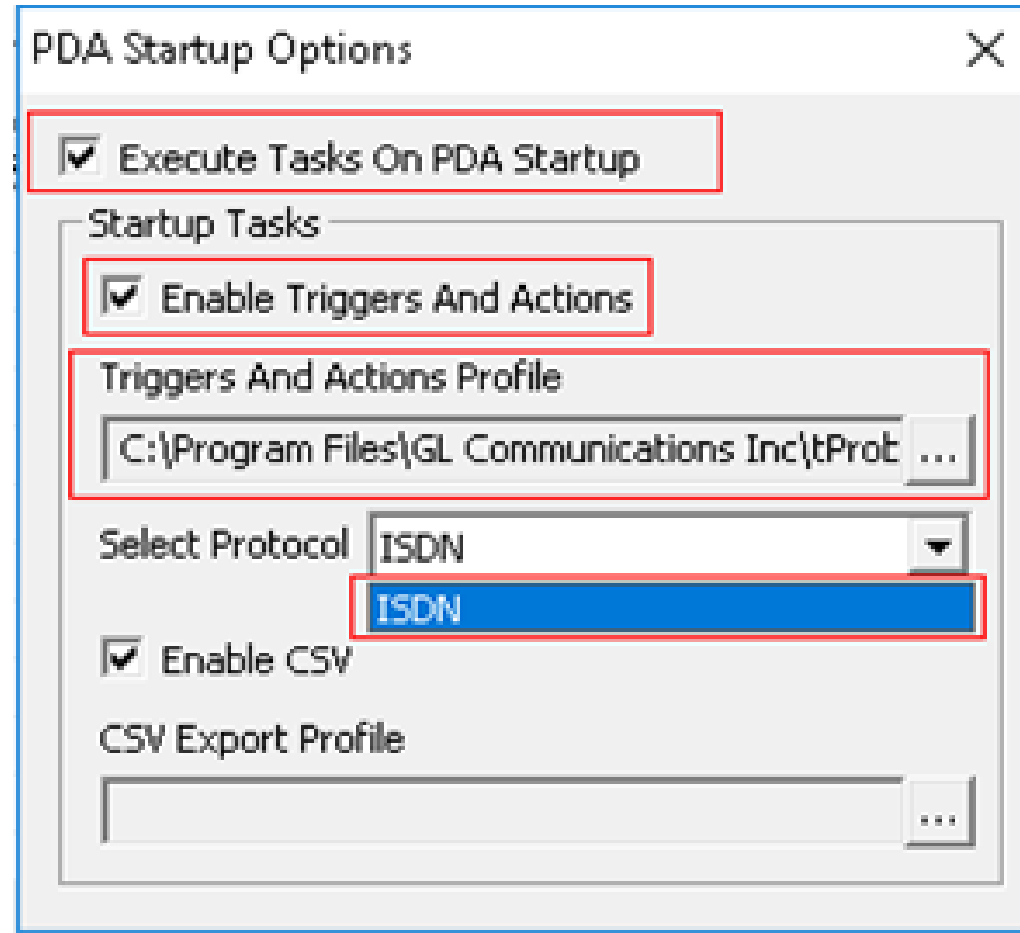 PDA Startup Options
Execute Tasks On PDA Startup
Startup Tasks
Enable Triggers And Actions
Triggers And Actions Profile
C:\Program Files\GL Communications Inc\tProb ...
Select Protocol ISDN
ISDN
Enable CSV
CSV Export Profile
...